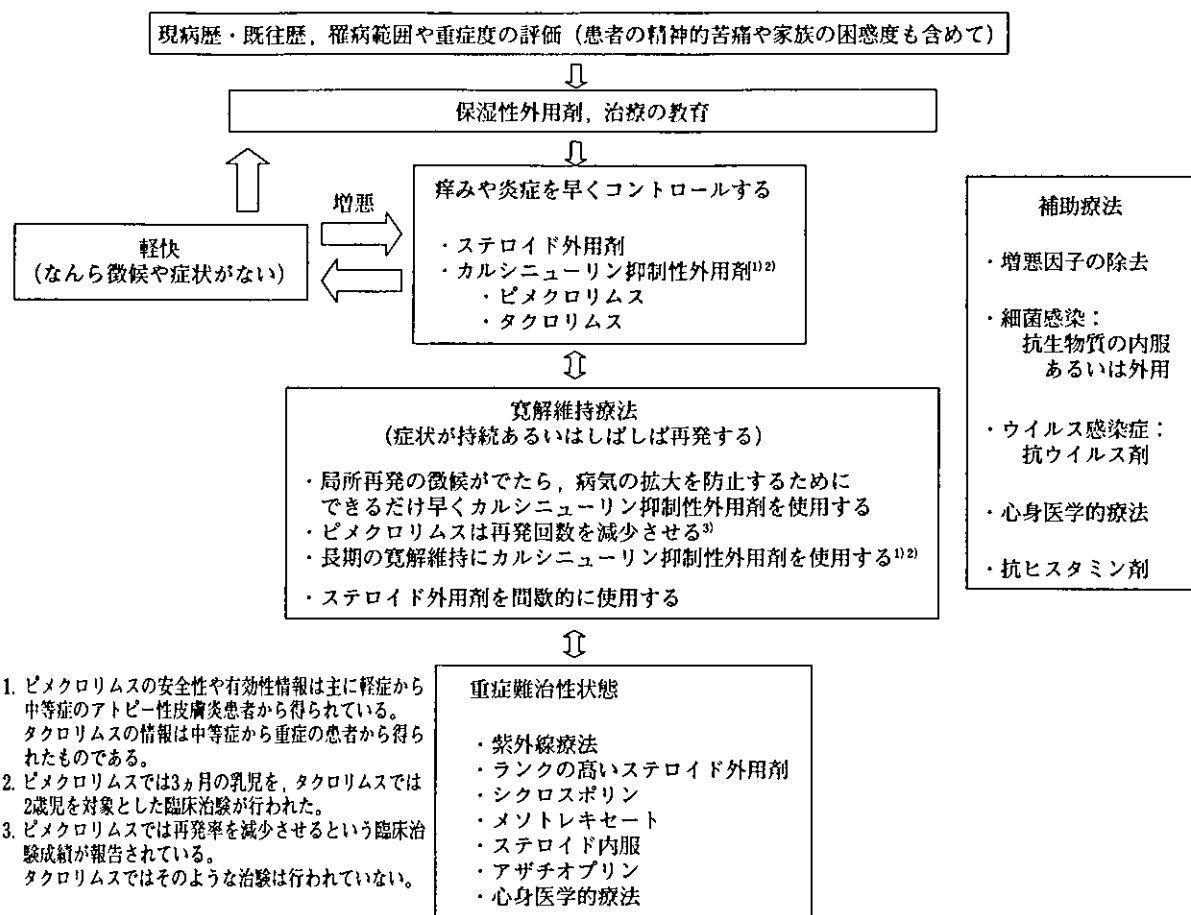 現病歴・既往歴，罹病範囲や重症度の評価（患者の精神的苦痛や家族の困惑度も含めて）
保湿性外用剤，治療の教育
増悪
軽快
（なんら徴候や症状がない）
痒みや炎症を早くコントロールする
・ステロイド外用剤
・カルシニューリン抑制性外用剤1)2)
・ピメクロリムス
・タクロリムス
寛解維持療法
（症状が持続あるいはしばしば再発する）
・局所再発の徴候がでたら，病気の拡大を防止するために
できるだけ早くカルシニューリン抑制性外用剤を使用する
・ピメクロリムスは再発回数を減少させる3)
・長期の寛解維持にカルシニューリン抑制性外用剤を使用する1)2)
・ステロイド外用剤を間歇的に使用する
重症難治性状態
・紫外線療法
・ランクの高いステロイド外用剤
・シクロスポリン
・メソトレキセート
・ステロイド内服
・アザチオプリン
・心身医学的療法
補助療法
・増悪因子の除去
・細菌感染：
抗生物質の内服
あるいは外用
・ウイルス感染症：
抗ウイルス剤
・心身医学的療法
・抗ヒスタミン剤
1. ピメクロリムスの安全性や有効性情報は主に軽症から
中等症のアトピー性皮膚炎患者から得られている。
タクロリムスの情報は中等症から重症の患者から得ら
れたものである。
2. ピメクロリムスでは3ヵ月の乳児を，タクロリムスでは
2歳児を対象とした臨床治験が行われた。
3. ピメクロリムスでは再発率を減少させるという臨床治
験成績が報告されている。
タクロリムスではそのような治験は行われていない。